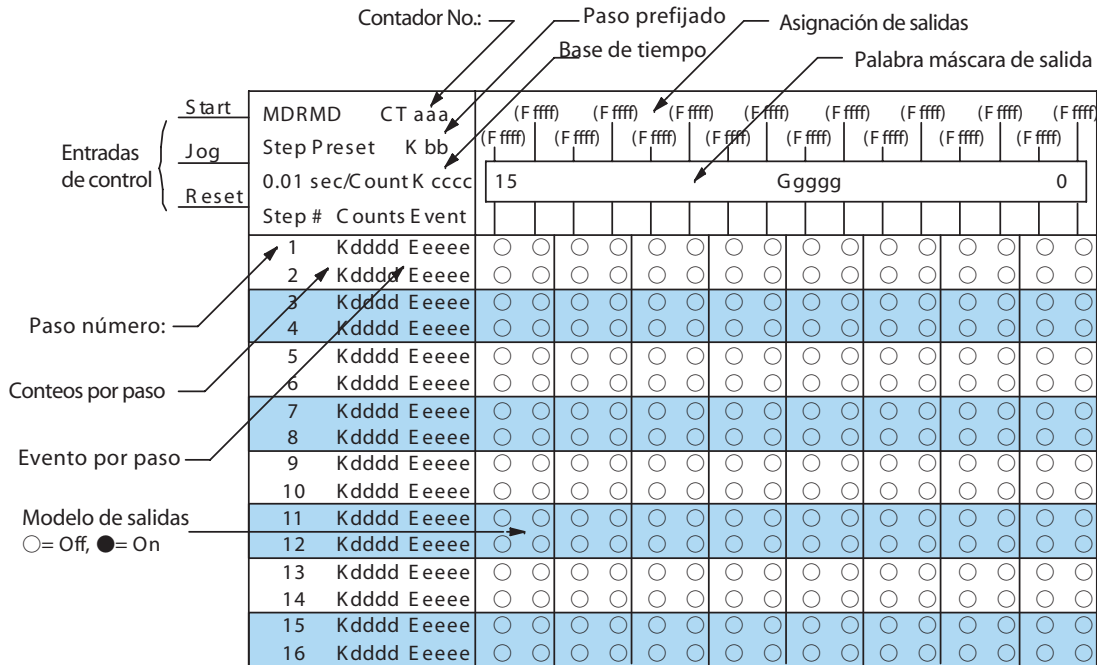 Contador No.:
Paso prefijado
Asignación de salidas
Base de tiempo
Palabra máscara de salida
Entradas
de control
Start
Jog
Reset
MDRMD CT aaa
Step Preset K bb
0.01 sec/Count K cccc
Step # Counts Event
(F ffff) (F ffff) (F ffff) (F ffff) (F ffff) (F ffff) (F ffff) (F ffff)
(F ffff) (F ffff) (F ffff) (F ffff) (F ffff) (F ffff) (F ffff) (F ffff)
15 Ggggg 0
1 Kdddd Eeeee
2 Kdddd Eeeee
3 Kdddd Eeeee
4 Kdddd Eeeee
5 Kdddd Eeeee
6 Kdddd Eeeee
7 Kdddd Eeeee
8 Kdddd Eeeee
9 Kdddd Eeeee
10 Kdddd Eeeee
11 Kdddd Eeeee
12 Kdddd Eeeee
13 Kdddd Eeeee
14 Kdddd Eeeee
15 Kdddd Eeeee
16 Kdddd Eeeee
Paso número:
Conteos por paso
Evento por paso
Modelo de salidas
○= Off, ●= On